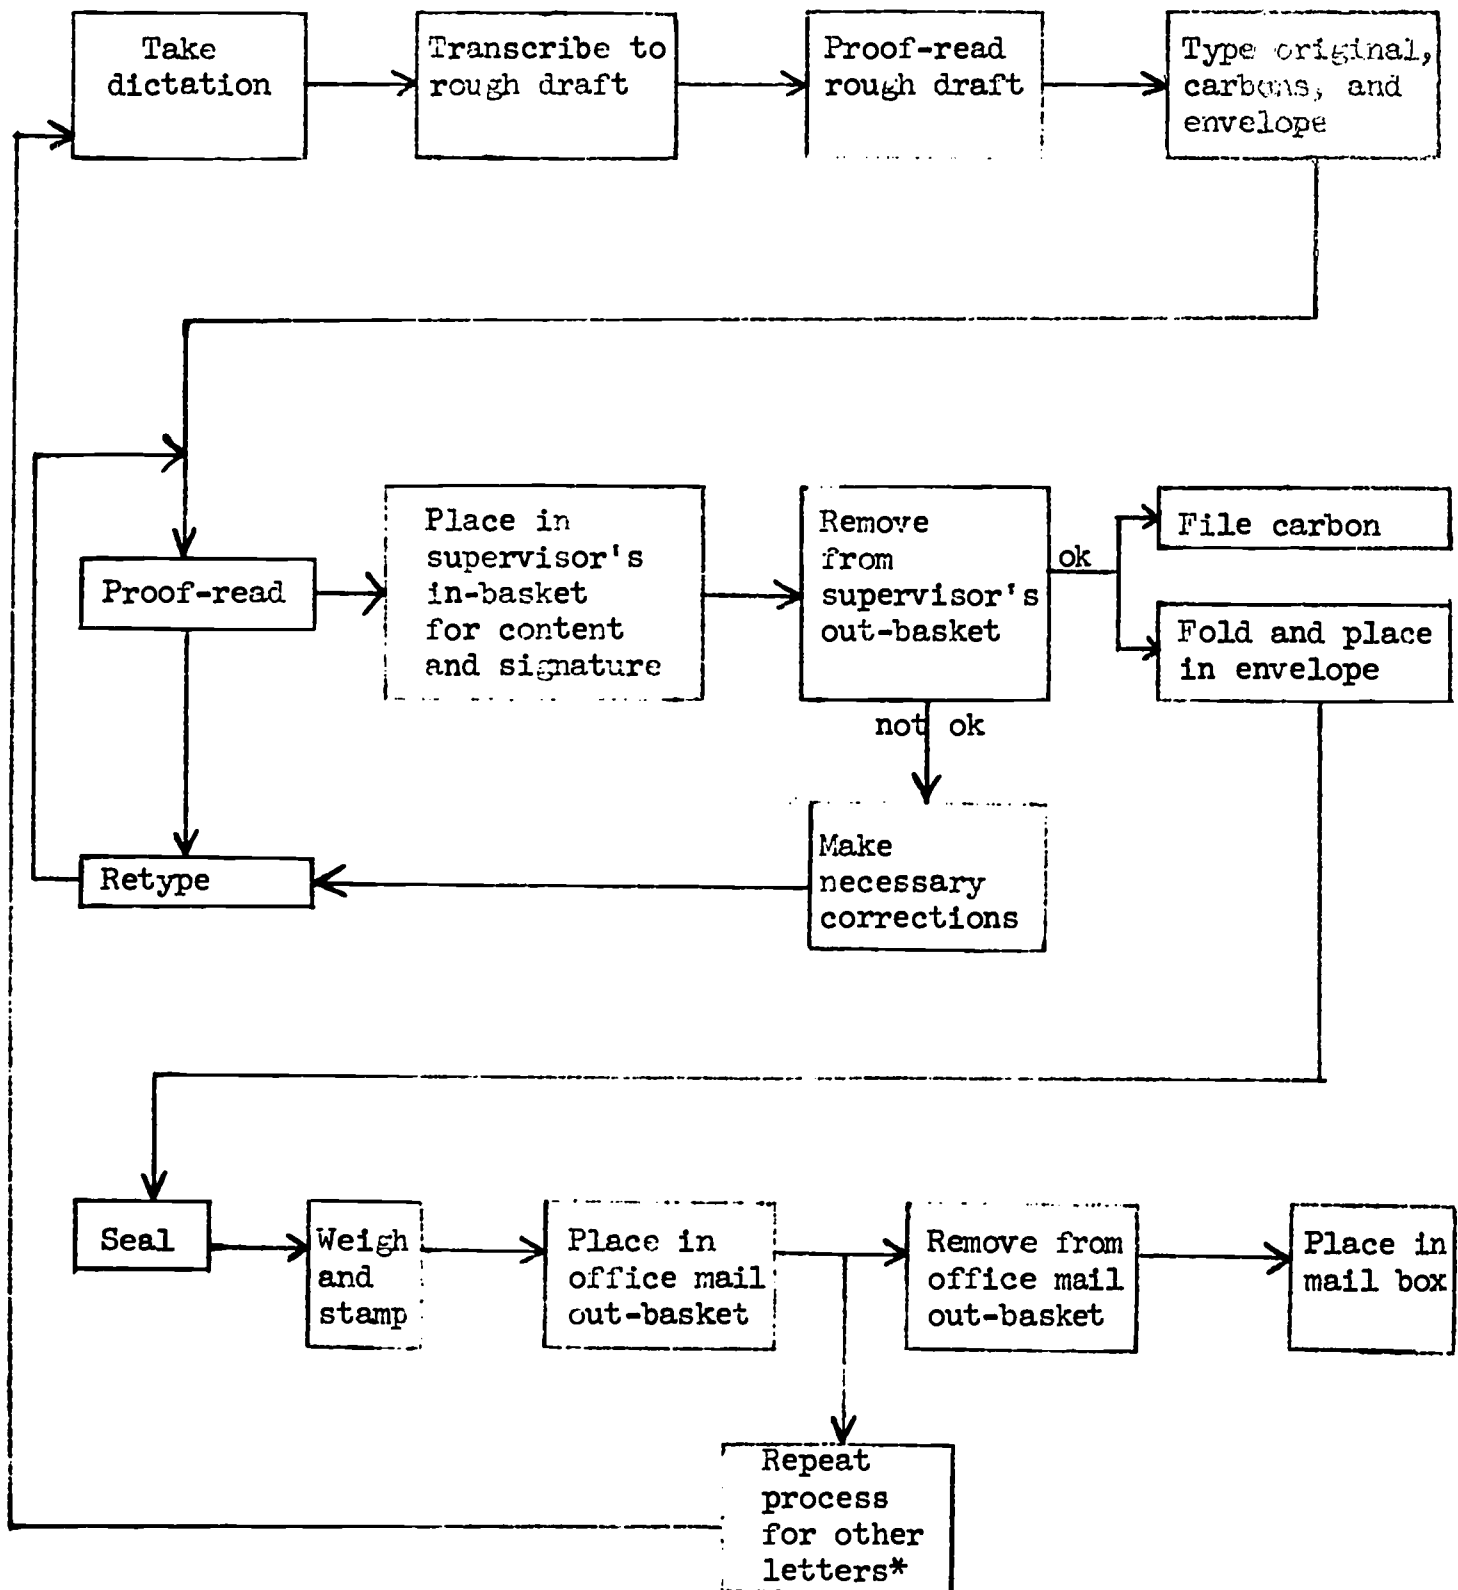 Take
dictation
Transcribe to
rough draft
Proof-read
rough draft
Type original,
carbons, and
envelope
Proof-read
Place in
supervisor's
in-basket
for content
and signature
Remove
from
supervisor's
out-basket
ok
File carbon
Fold and place
in envelope
not ok
Make
necessary
corrections
Retype
Seal
Weigh
and
stamp
Place in
office mail
out-basket
Remove from
office mail
out-basket
Place in
mail box
Repeat
process
for other
letters*